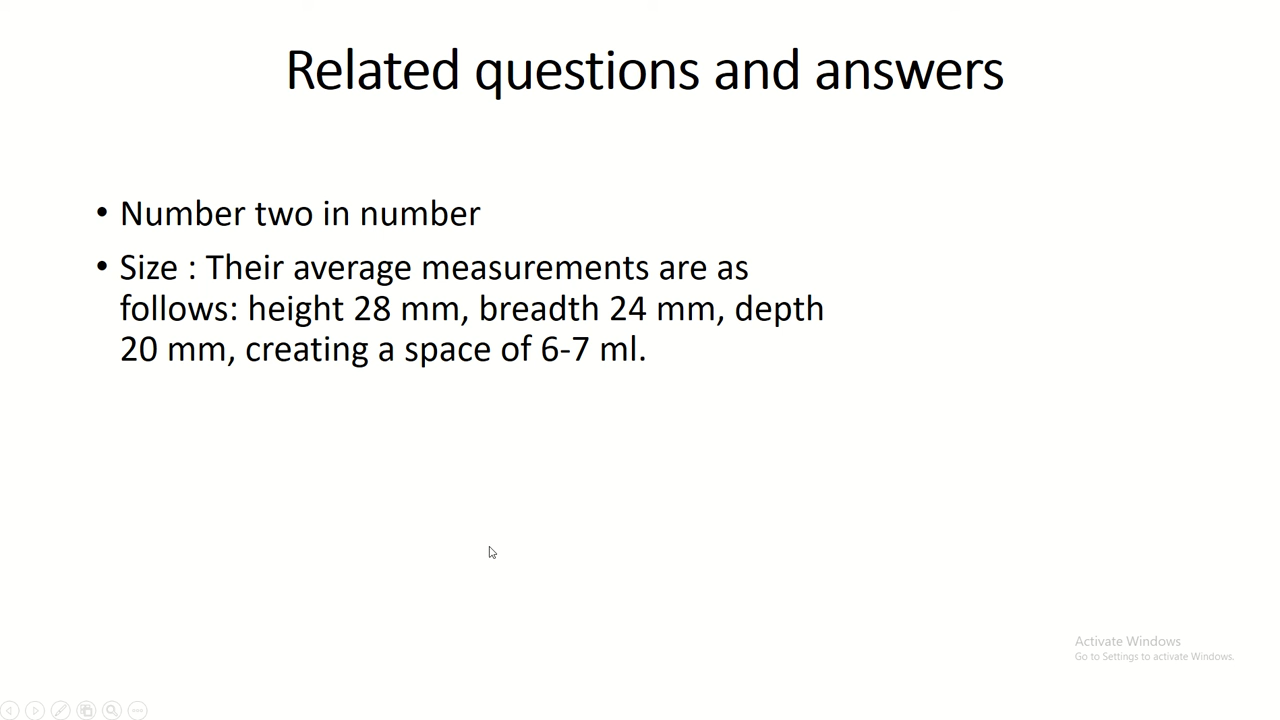 Related questions and answers
• Number two in number
• Size : Their average measurements are as
follows: height 28 mm, breadth 24 mm, depth
20 mm, creating a space of 6-7 ml.
Activate Windows
Go to Settings to activate Windows.